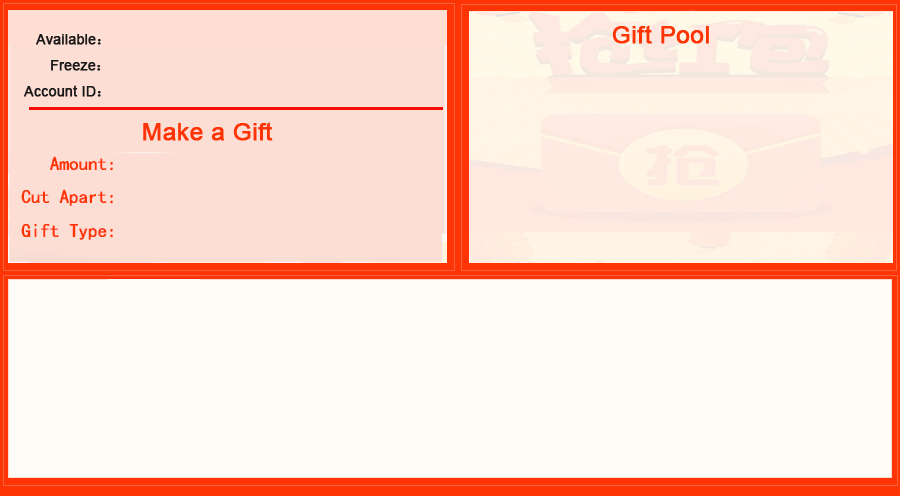 Available:
Freeze:
Account ID:
Make a Gift
Amount:
Cut Apart:
Gift Type:
Gift Pool
抢红包
抢